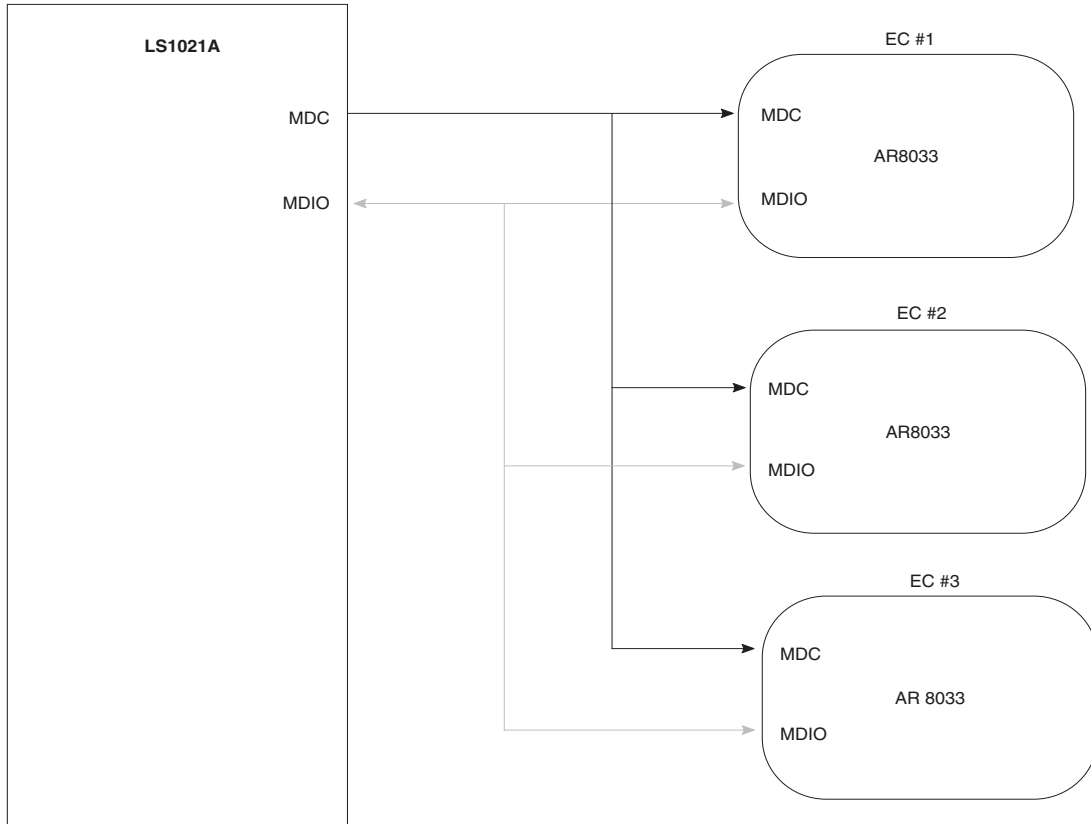 LS1021A
MDC
MDIO
EC #1
MDC
AR8033
MDIO
EC #2
MDC
AR8033
MDIO
EC #3
MDC
AR 8033
MDIO